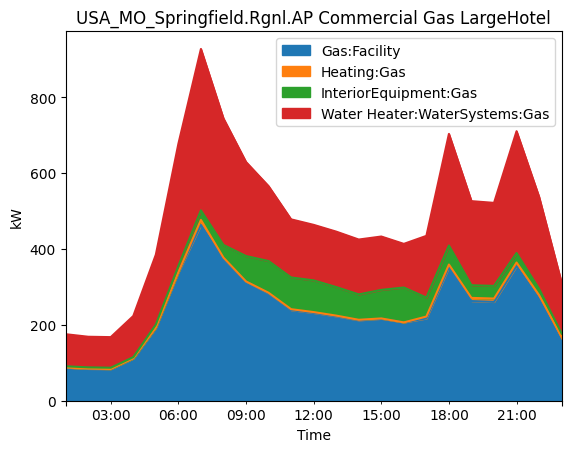 USA_MO_Springfield.Rgnl.AP Commercial Gas LargeHotel
Gas:Facility
Heating:Gas
InteriorEquipment:Gas
Water Heater:WaterSystems:Gas
800
600
400
200
0
kW
03:00 06:00 09:00 12:00 15:00 18:00 21:00
Time